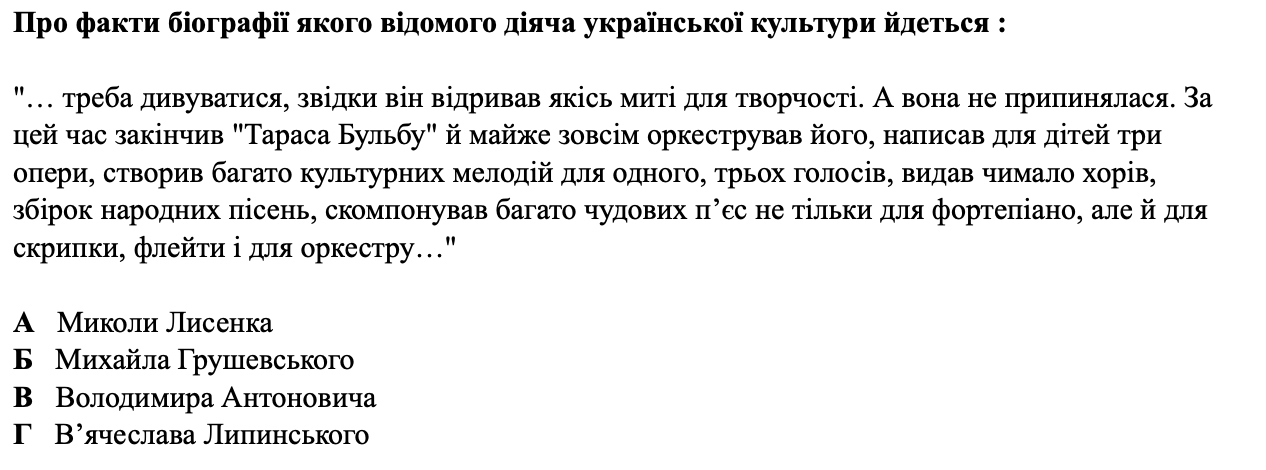 Про факти біографії якого відомого діяча української культури йдеться :
"… треба дивуватися, звідки він відривав якісь миті для творчості. А вона не припинялася. За
цей час закінчив "Тараса Бульбу" й майже зовсім оркестрував його, написав для дітей три
опери, створив багато культурних мелодій для одного, трьох голосів, видав чимало хорів,
збірок народних пісень, скомпонував багато чудових п’єс не тільки для фортепіано, але й для
скрипки, флейти і для оркестру…"
А Миколи Лисенка
Б Михайла Грушевського
В Володимира Антоновича
Г В’ячеслава Липинського